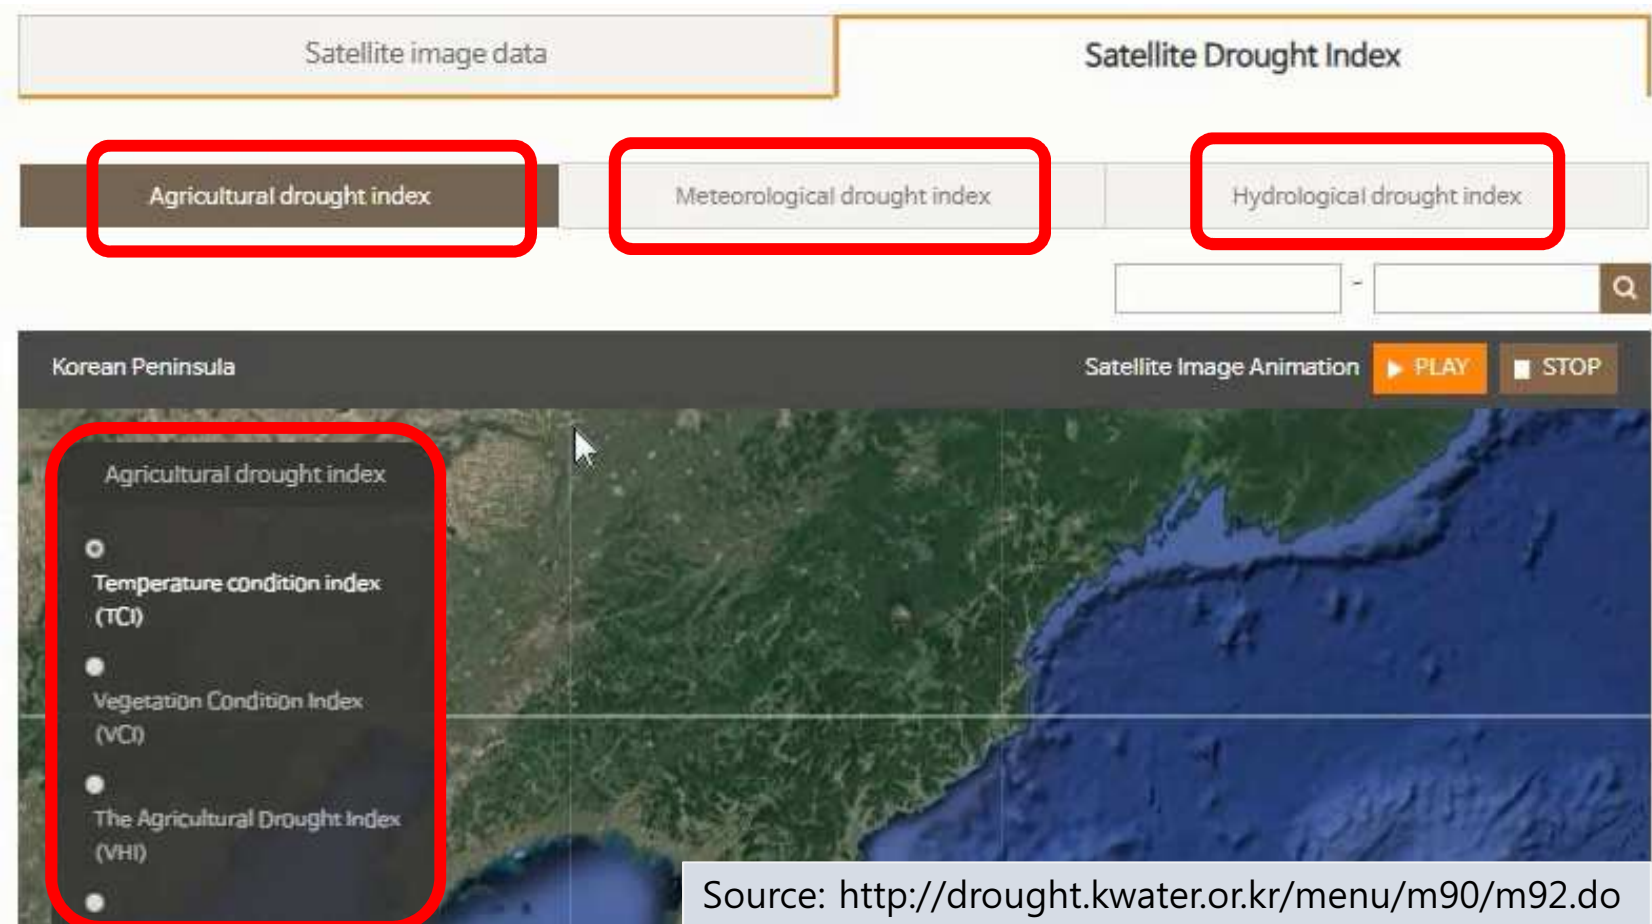 Satellite image data
Satellite Drought Index
Agricultural drought index
Meteorological drought index
Hydrological drought index
-
Korean Peninsula
Satellite Image Animation
PLAY
STOP
Agricultural drought index
Temperature condition index
(TCI)
Vegetation Condition Index
(VCI)
The Agricultural Drought Index
(VHI)
Source: http://drought.kwater.or.kr/menu/m90/m92.do